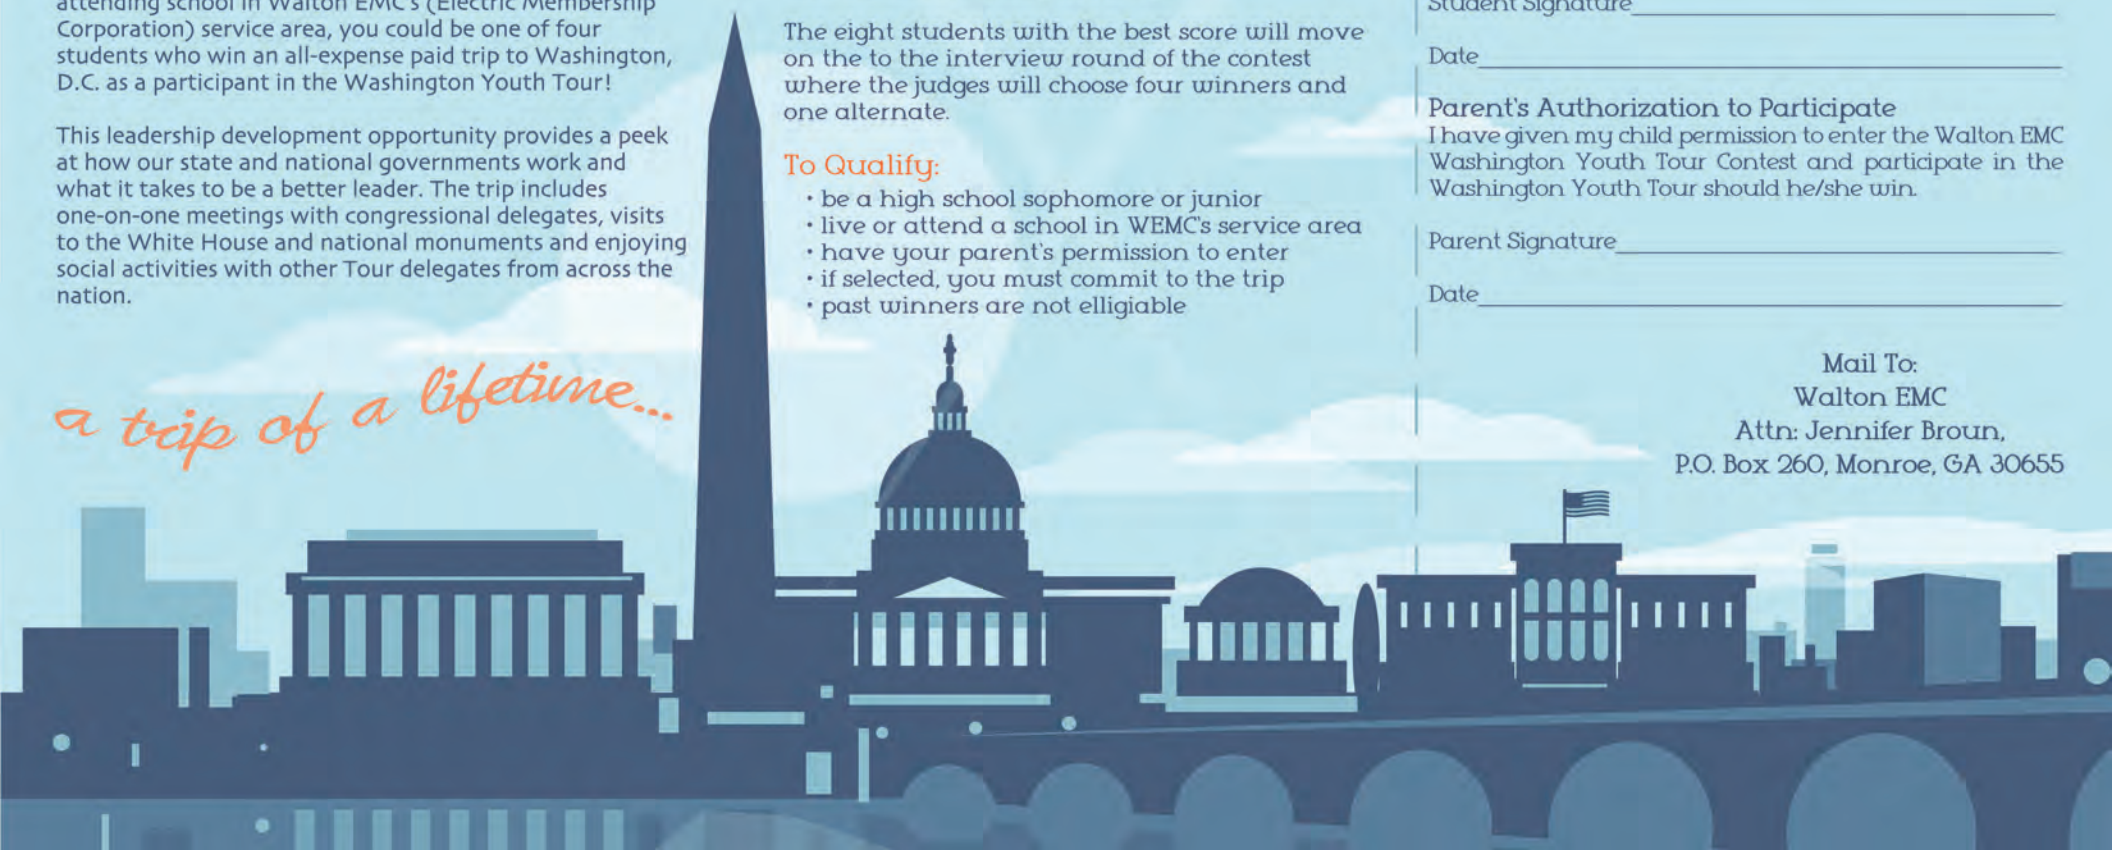 attending school in Walton EMC's (Electric Membership
Corporation) service area, you could be one of four
students who win an all-expense paid trip to Washington,
D.C. as a participant in the Washington Youth Tour!
This leadership development opportunity provides a peek
at how our state and national governments work and
what it takes to be a better leader. The trip includes
one-on-one meetings with congressional delegates, visits
to the White House and national monuments and enjoying
social activities with other Tour delegates from across the
nation.
a trip of a lifetime...
The eight students with the best score will move
on the to the interview round of the contest
where the judges will choose four winners and
one alternate.
To Qualify:
• be a high school sophomore or junior
• live or attend a school in WEMC's service area
• have your parent's permission to enter
• if selected, you must commit to the trip
• past winners are not elligiable
Student Signature
Date
Parent's Authorization to Participate
I have given my child permission to enter the Walton EMC
Washington Youth Tour Contest and participate in the
Washington Youth Tour should he/she win.
Parent Signature
Date
Mail To:
Walton EMC
Attn: Jennifer Broun,
P.O. Box 260, Monroe, GA 30655